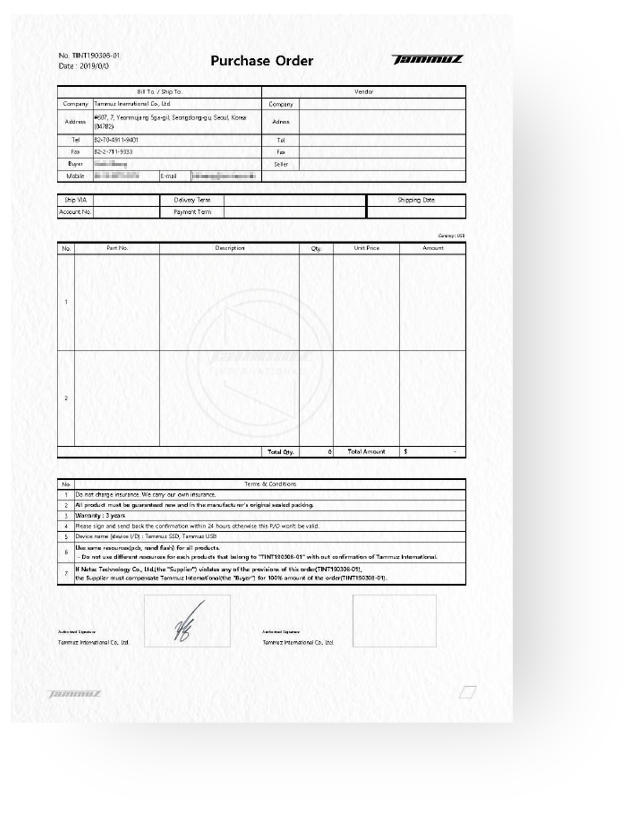 No. TINT190308-01
Date : 2019/0/0
Purchase Order
Tammuz
Bill To. / Ship To.
Vendor
Company
Tammuz Inernational Co., Ltd.
Company
Address
#607, 7, Yeonmujang 5ga-gil, Seongdong-gu, Seoul, Korea
(04782)
Adress
Tel
82-70-4911-9401
Tel
Fax
82-2-711-9333
Fax
Buyer
Seller
Mobile
E-mail
Ship VIA
Delivery Term
Shipping Date
Account No.
Payment Term
Currency : US$
No.
Part No.
Description
Qty.
Unit Price
Amount
1
Tammuz
INTERNATIONAL
2
Total Qty.
0
Total Amount
$ -
No.
Terms & Conditions
1
Do not charge insurance. We carry our own insurance.
2
All product must be guaranteed new and in the manufacturer's original sealed packing.
3
Warranty : 3 years
4
Please sign and send back the confirmation within 24 hours otherwise this P/O won't be valid.
5
Device name (device I/D) : Tammuz SSD, Tammuz USB
6
Use same resources(pcb, nand flash) for all products.
- Do not use different resources for each products that belong to "TINT190308-01" with out confirmation of Tammuz International.
7
If Netac Technology Co., Ltd.(the "Supplier") violates any of the provisions of this order(TINT190308-01),
the Supplier must compensate Tammuz International(the "Buyer") for 100% amount of the order(TINT190308-01).
Authorized Signature
Tammuz International Co., Ltd.
Authorized Signature
Tammuz International Co., Ltd.
Tammuz